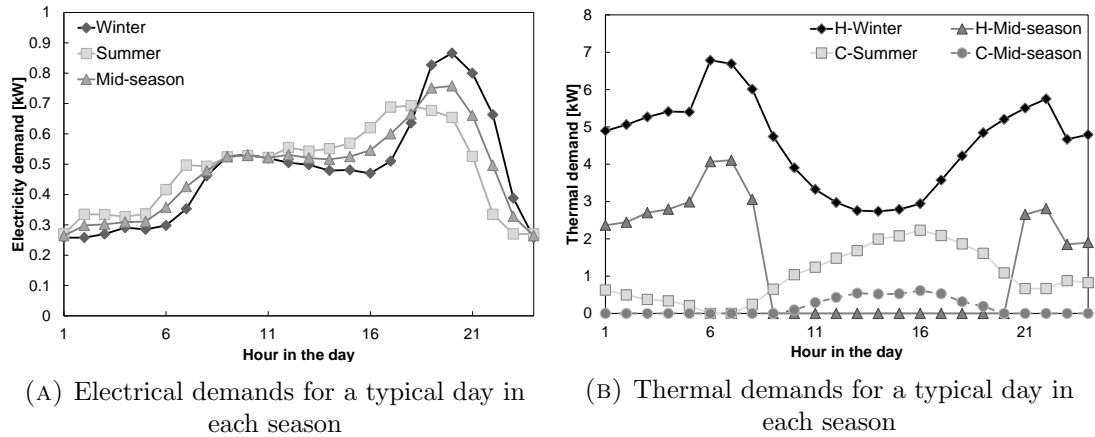 1
0.9
0.8
0.7
0.6
0.5
0.4
0.3
0.2
0.1
0
Electricity demand [kW]
Winter
Summer
Mid-season
1 6 11 16 21
Hour in the day
(A) Electrical demands for a typical day in
each season
8
7
6
5
4
3
2
1
0
Thermal demand [kW]
H-Winter H-Mid-season
C-Summer C-Mid-season
1 6 11 16 21
Hour in the day
(B) Thermal demands for a typical day in
each season